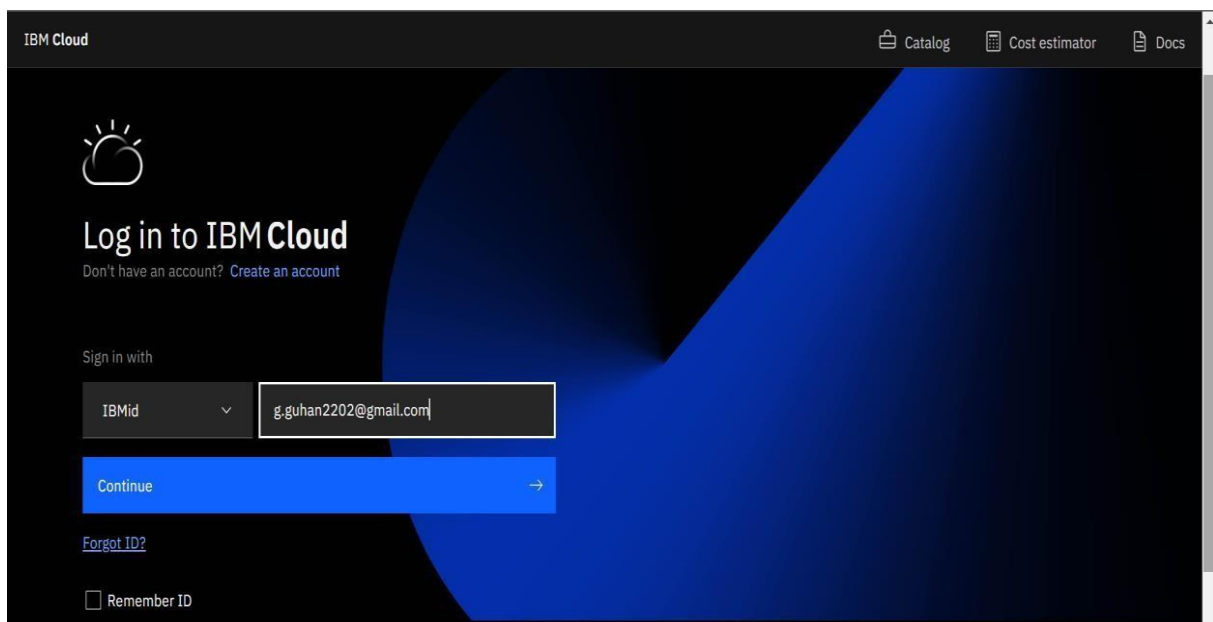 IBM Cloud Catalog Cost estimator Docs
Log in to IBM Cloud
Don't have an account? Create an account
Sign in with
IBMid g.guhan2202@gmail.com
Continue
Forgot ID?
Remember ID